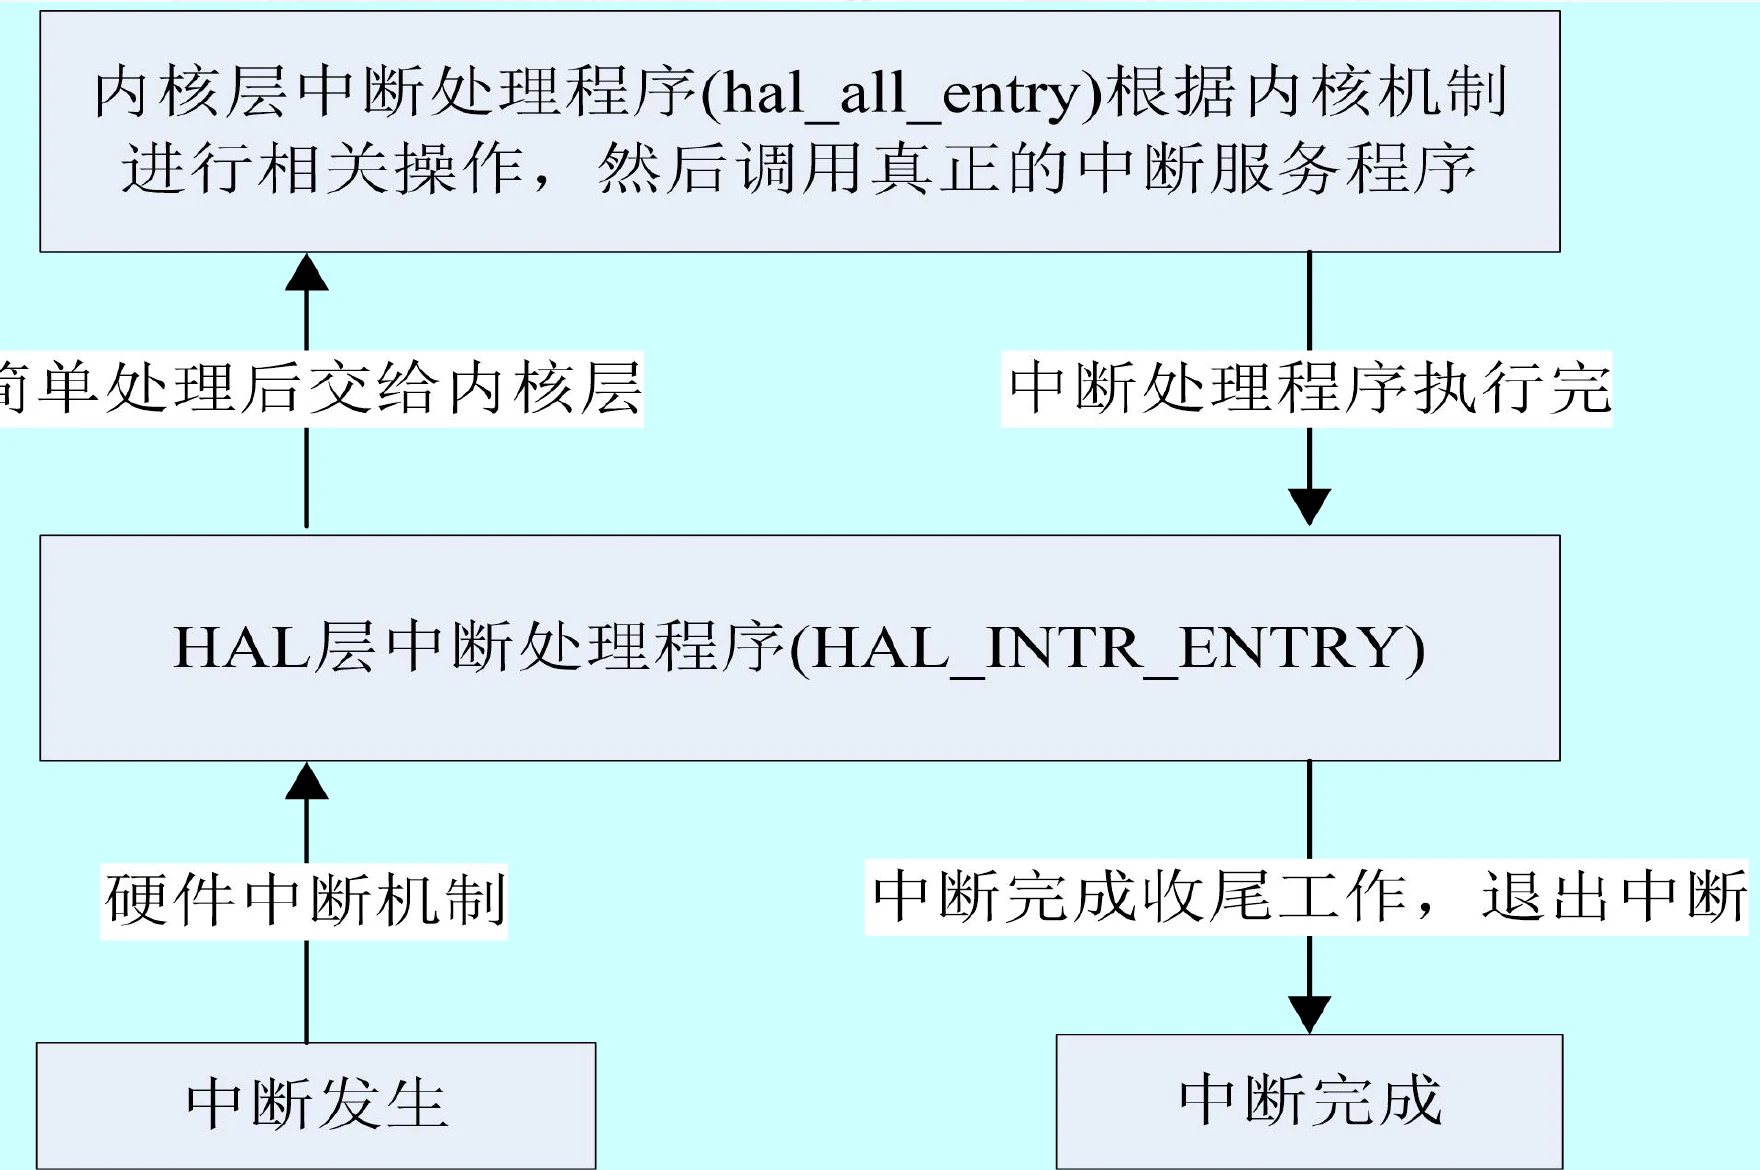 内核层中断处理程序(hal_all_entry)根据内核机制
进行相关操作，然后调用真正的中断服务程序
简单处理后交给内核层
中断处理程序执行完
HAL层中断处理程序(HAL_INTR_ENTRY)
硬件中断机制
中断完成收尾工作，退出中断
中断发生
中断完成